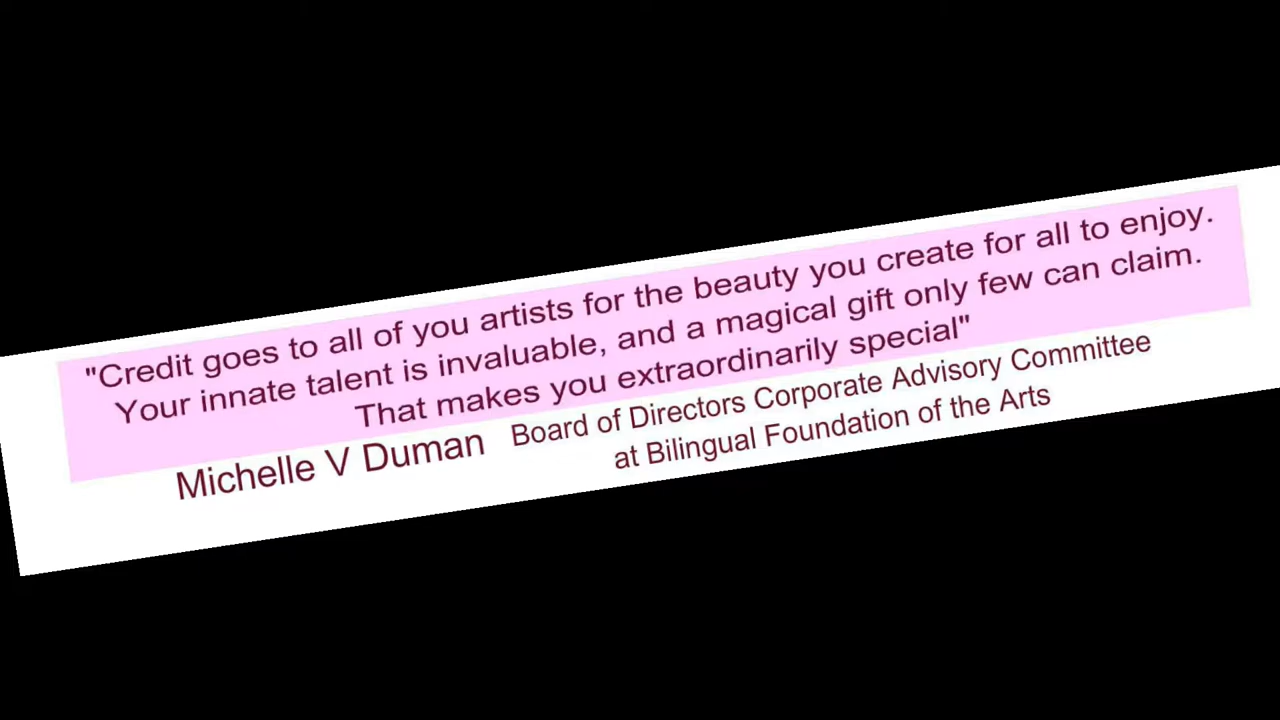 "Credit goes to all of you artists for the beauty you create for all to enjoy.
Your innate talent is invaluable, and a magical gift only few can claim.
That makes you extraordinarily special"
Michelle V Duman Board of Directors Corporate Advisory Committee
at Bilingual Foundation of the Arts